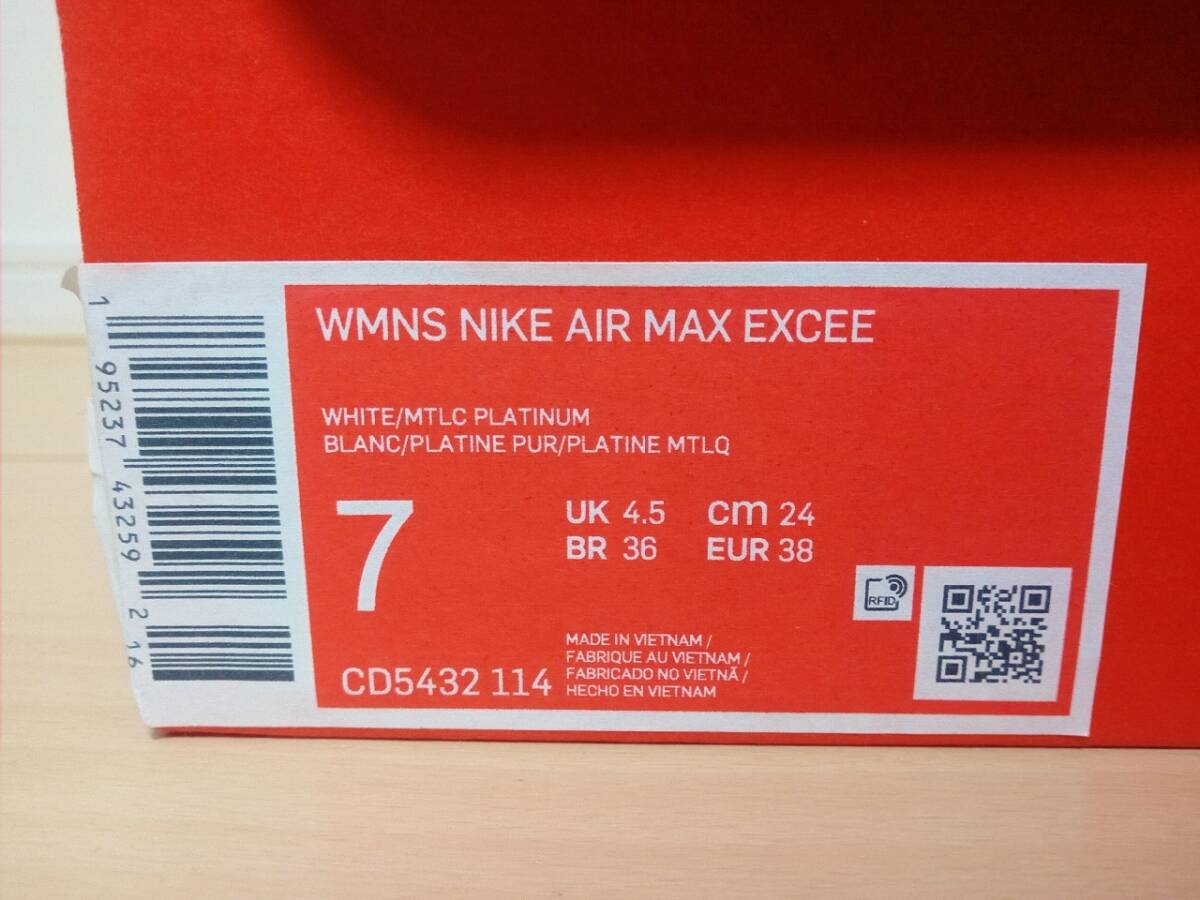 WMNS NIKE AIR MAX EXCEE
WHITE/MTLC PLATINUM
BLANC/PLATINE PUR/PLATINE MTLQ
7
UK 4.5 cm 24
BR 36 EUR 38
CD5432 114
MADE IN VIETNAM /
FABRIQUE AU VIETNAM /
FABRICADO NO VIETNÃ /
HECHO EN VIETNAM
RFID
1 95237 43259 2 16